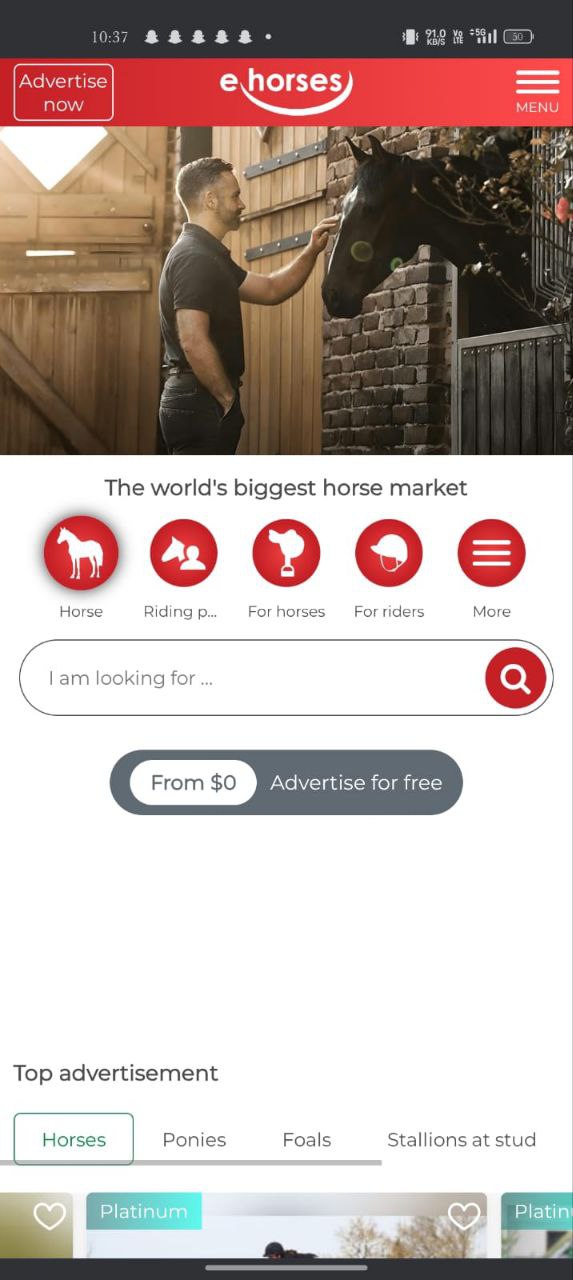 10:37
91.0 KB/S
Vo LTE
5G
50
Advertise now
ehorses
MENU
The world's biggest horse market
Horse
Riding p...
For horses
For riders
More
I am looking for ...
From $0 Advertise for free
Top advertisement
Horses Ponies Foals Stallions at stud
Platinum
Platin